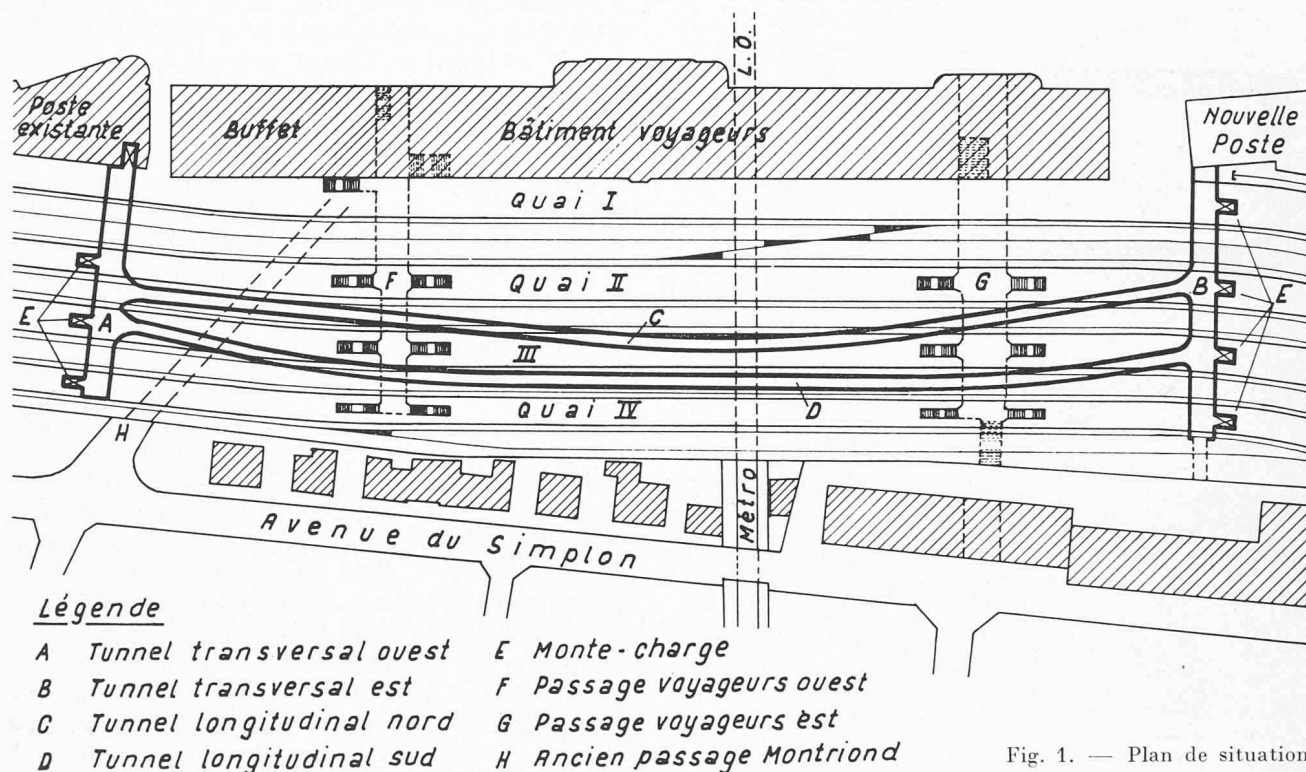 L.O.
Poste
existante
Buffet
Bâtiment voyageurs
Nouvelle
Poste
Quai I
F
Quai II
G
B
E
E
A
C
III
Quai IV
D
H
Métro
Avenue du Simplon
Légende
A Tunnel transversal ouest
B Tunnel transversal est
C Tunnel longitudinal nord
D Tunnel longitudinal sud
E Monte-charge
F Passage voyageurs ouest
G Passage voyageurs est
H Ancien passage Montriond
Fig. 1. — Plan de situation